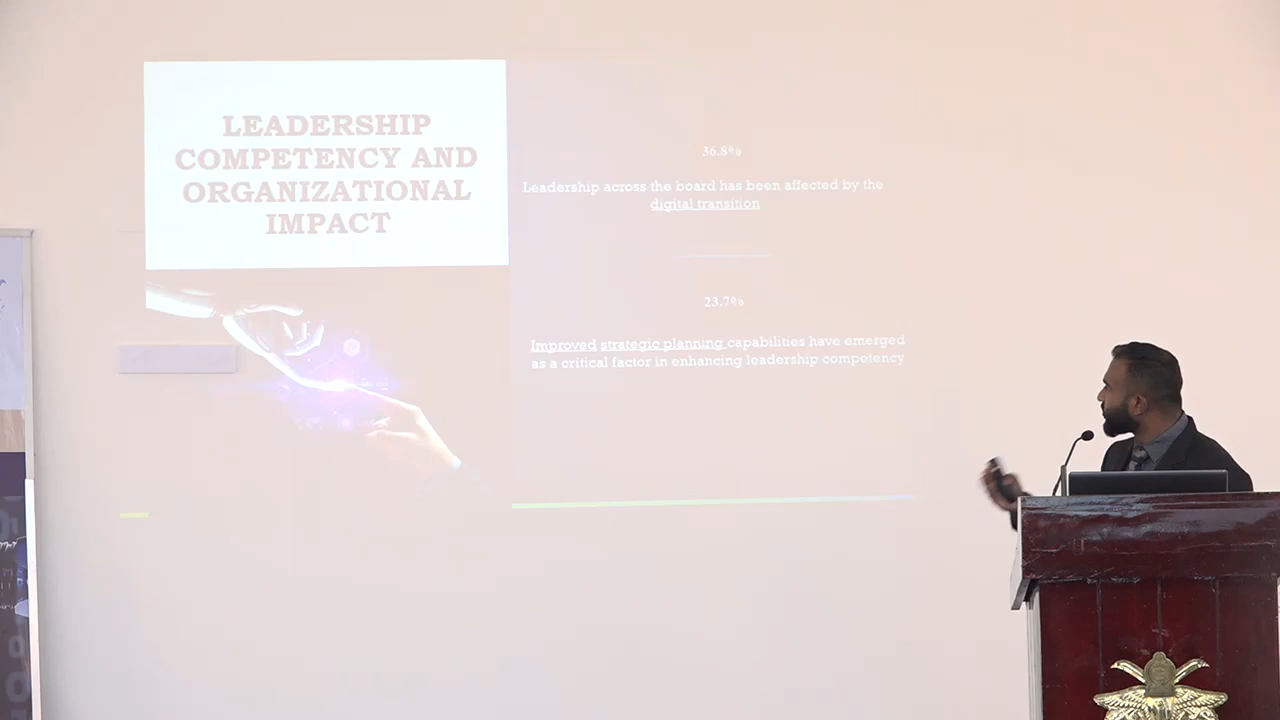 LEADERSHIP
COMPETENCY AND
ORGANIZATIONAL
IMPACT
36.8%
Leadership across the board has been affected by the
digital transition
23.7%
Improved strategic planning capabilities have emerged
as a critical factor in enhancing leadership competency